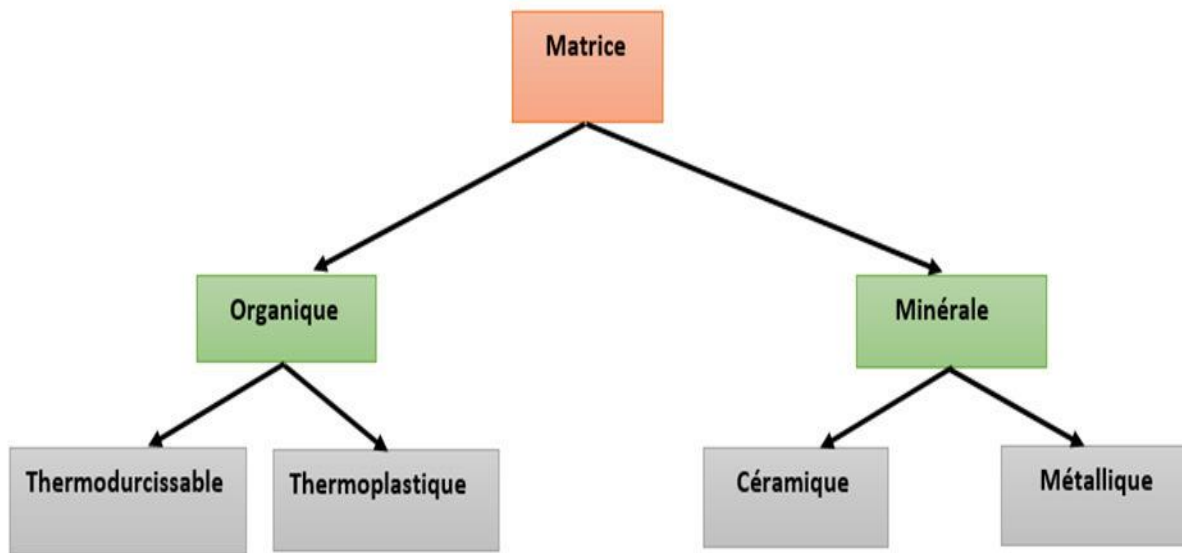 Matrice
Organique
Minérale
Thermodurcissable
Thermoplastique
Céramique
Métallique